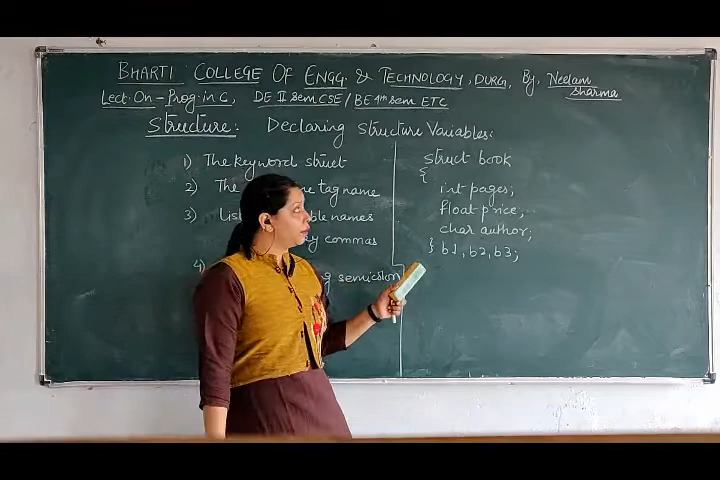 BHARTI COLLEGE OF ENGG. & TECHNOLOGY, DURG, By, Neelam Sharma
Lect. On - Prog. in C, DE II Sem CSE / BE 4th Sem ETC
Structure: Declaring Structure Variables:
1) The keyword struct
2) The tag name
3) List names
commas
4) semicolon
struct book
{
int pages;
float price;
char author;
} b1, b2, b3;